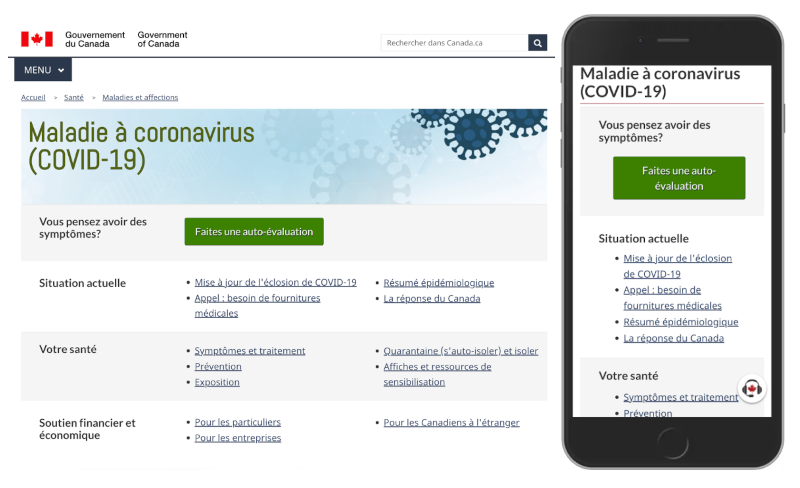 Gouvernement du Canada
Government of Canada
Rechercher dans Canada.ca
MENU
Accueil > Santé > Maladies et affections
Maladie à coronavirus
(COVID-19)
Vous pensez avoir des
symptômes?
Faites une auto-évaluation
Situation actuelle
• Mise à jour de l'éclosion de COVID-19
• Appel : besoin de fournitures
médicales
• Résumé épidémiologique
• La réponse du Canada
Votre santé
• Symptômes et traitement
• Prévention
• Exposition
• Quarantaine (s'auto-isoler) et isoler
• Affiches et ressources de
sensibilisation
Soutien financier et
économique
• Pour les particuliers
• Pour les entreprises
• Pour les Canadiens à l'étranger
Maladie à coronavirus
(COVID-19)
Vous pensez avoir des
symptômes?
Faites une auto-
évaluation
Situation actuelle
• Mise à jour de l'éclosion
de COVID-19
• Appel : besoin de
fournitures médicales
• Résumé épidémiologique
• La réponse du Canada
Votre santé
• Symptômes et traitement
• Prévention